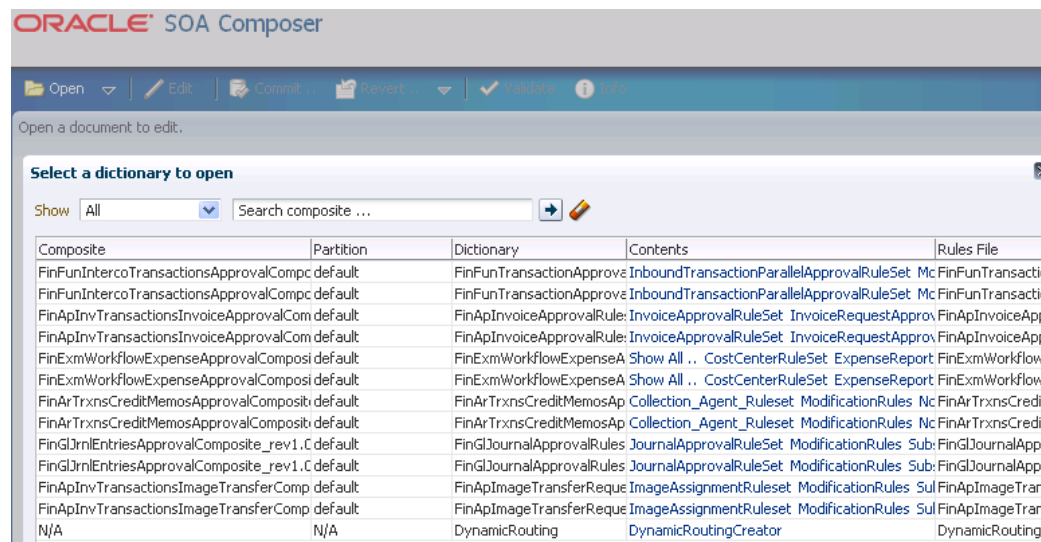 ORACLE SOA Composer
Open Edit Commit .. Revert .. Validate Info
Open a document to edit.
Select a dictionary to open
Show All Search composite ...
Composite Partition Dictionary Contents Rules File
FinFunIntercoTransactionsApprovalCompc default FinFunTransactionApprova InboundTransactionParallelApprovalRuleSet Mc FinFunTransacti
FinFunIntercoTransactionsApprovalCompc default FinFunTransactionApprova InboundTransactionParallelApprovalRuleSet Mc FinFunTransacti
FinApInvTransactionsInvoiceApprovalCom default FinApInvoiceApprovalRule: InvoiceApprovalRuleSet InvoiceRequestApprov FinApInvoiceApp
FinApInvTransactionsInvoiceApprovalCom default FinApInvoiceApprovalRule: InvoiceApprovalRuleSet InvoiceRequestApprov FinApInvoiceApp
FinExmWorkflowExpenseApprovalComposi default FinExmWorkflowExpenseA Show All .. CostCenterRuleSet ExpenseReport FinExmWorkflow
FinExmWorkflowExpenseApprovalComposi default FinExmWorkflowExpenseA Show All .. CostCenterRuleSet ExpenseReport FinExmWorkflow
FinArTrxnsCreditMemosApprovalComposit default FinArTrxnsCreditMemosAp Collection_Agent_Ruleset ModificationRules Nc FinArTrxnsCredi
FinArTrxnsCreditMemosApprovalComposit default FinArTrxnsCreditMemosAp Collection_Agent_Ruleset ModificationRules Nc FinArTrxnsCredi
FinGlJrnlEntriesApprovalComposite_rev1.0 default FinGlJournalApprovalRules JournalApprovalRuleSet ModificationRules Sub: FinGlJournalApp
FinGlJrnlEntriesApprovalComposite_rev1.0 default FinGlJournalApprovalRules JournalApprovalRuleSet ModificationRules Sub: FinGlJournalApp
FinApInvTransactionsImageTransferComp default FinApImageTransferReque ImageAssignmentRuleset ModificationRules Sul FinApImageTran
FinApInvTransactionsImageTransferComp default FinApImageTransferReque ImageAssignmentRuleset ModificationRules Sul FinApImageTran
N/A N/A DynamicRouting DynamicRoutingCreator DynamicRouting